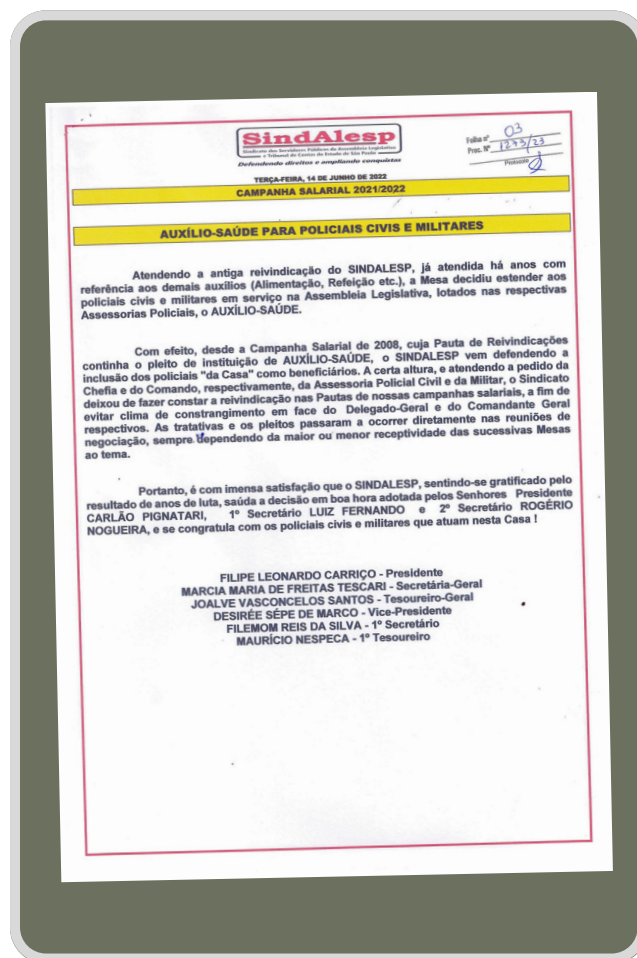 SindAlesp
Sindicato dos Servidores Públicos da Assembleia Legislativa
e Tribunal de Contas do Estado de São Paulo
Defendendo direitos e ampliando conquistas
Folha nº 03
Proc. Nº 1273/23
Protocolo
TERÇA-FEIRA, 14 DE JUNHO DE 2022
CAMPANHA SALARIAL 2021/2022
AUXÍLIO-SAÚDE PARA POLICIAIS CIVIS E MILITARES
Atendendo a antiga reivindicação do SINDALESP, já atendida há anos com
referência aos demais auxílios (Alimentação, Refeição etc.), a Mesa decidiu estender aos
policiais civis e militares em serviço na Assembleia Legislativa, lotados nas respectivas
Assessorias Policiais, o AUXÍLIO-SAÚDE.
Com efeito, desde a Campanha Salarial de 2008, cuja Pauta de Reivindicações
continha o pleito de instituição de AUXÍLIO-SAÚDE, o SINDALESP vem defendendo a
inclusão dos policiais "da Casa" como beneficiários. A certa altura, e atendendo a pedido da
Chefia e do Comando, respectivamente, da Assessoria Policial Civil e da Militar, o Sindicato
deixou de fazer constar a reivindicação nas Pautas de nossas campanhas salariais, a fim de
evitar clima de constrangimento em face do Delegado-Geral e do Comandante Geral
respectivos. As tratativas e os pleitos passaram a ocorrer diretamente nas reuniões de
negociação, sempre dependendo da maior ou menor receptividade das sucessivas Mesas
ao tema.
Portanto, é com imensa satisfação que o SINDALESP, sentindo-se gratificado pelo
resultado de anos de luta, saúda a decisão em boa hora adotada pelos Senhores Presidente
CARLÃO PIGNATARI, 1º Secretário LUIZ FERNANDO e 2º Secretário ROGÉRIO
NOGUEIRA, e se congratula com os policiais civis e militares que atuam nesta Casa !
FILIPE LEONARDO CARRIÇO - Presidente
MARCIA MARIA DE FREITAS TESCARI - Secretária-Geral
JOALVE VASCONCELOS SANTOS - Tesoureiro-Geral
DESIRÉE SÉPE DE MARCO - Vice-Presidente
FILEMOM REIS DA SILVA - 1º Secretário
MAURÍCIO NESPECA - 1º Tesoureiro